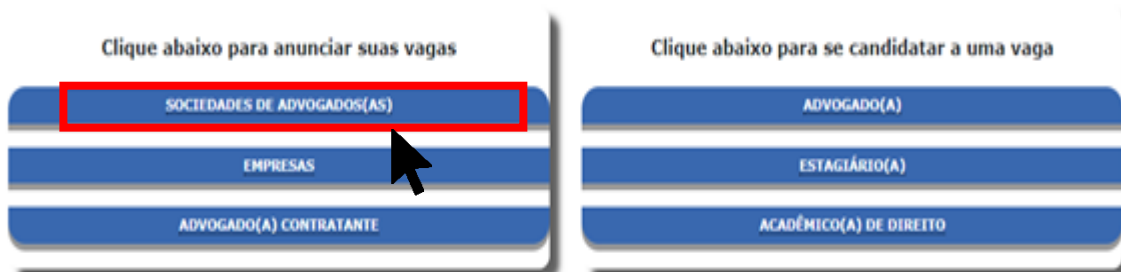 Clique abaixo para anunciar suas vagas
SOCIEDADES DE ADVOGADOS(AS)
EMPRESAS
ADVOGADO(A) CONTRATANTE
Clique abaixo para se candidatar a uma vaga
ADVOGADO(A)
ESTAGIÁRIO(A)
ACADÊMICO(A) DE DIREITO